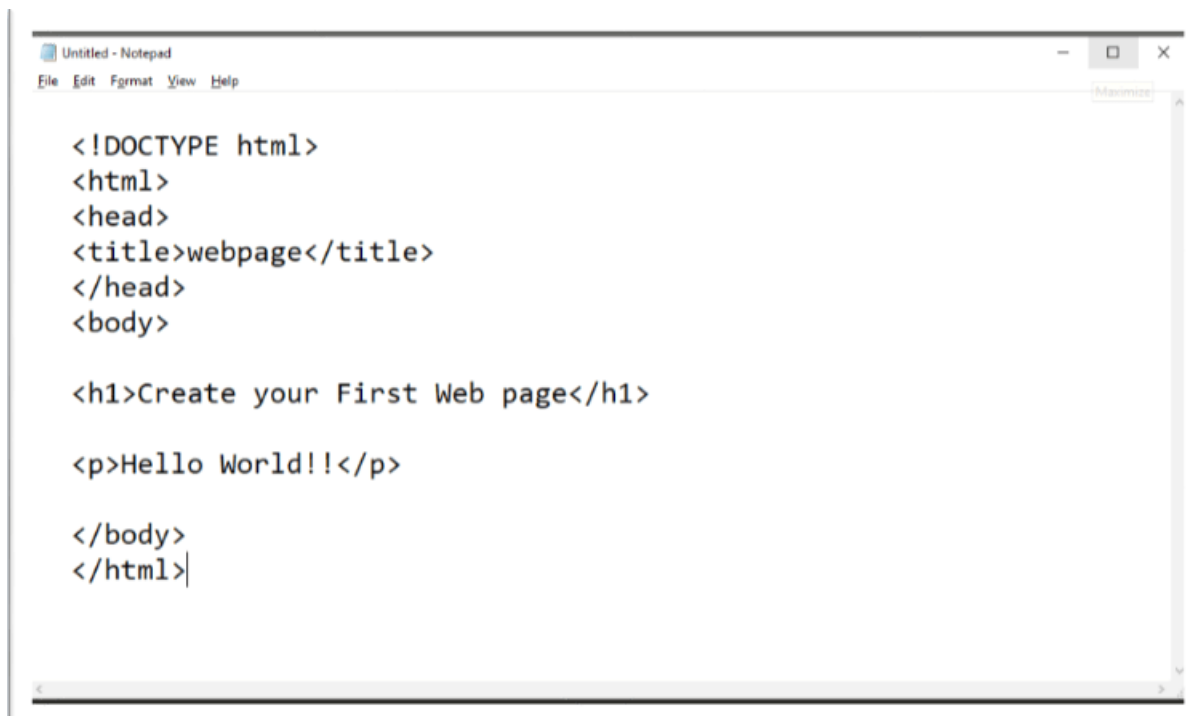 Untitled - Notepad
File Edit Format View Help
Maximize
<!DOCTYPE html>
<html>
<head>
<title>webpage</title>
</head>
<body>
<h1>Create your First Web page</h1>
<p>Hello World!!</p>
</body>
</html>